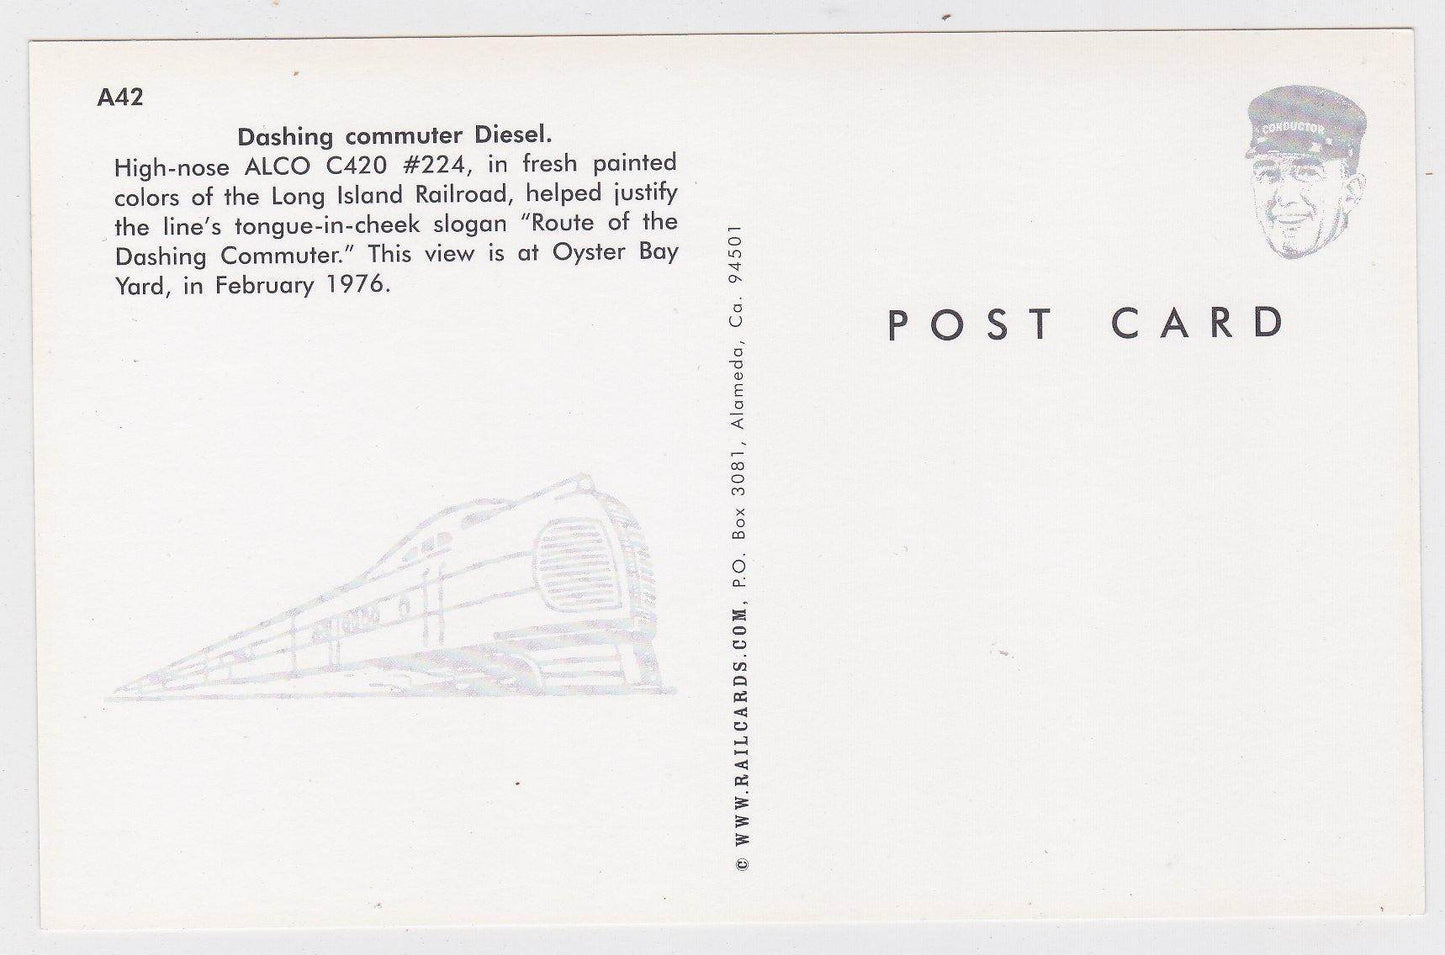 A42
Dashing commuter Diesel.
High-nose ALCO C420 #224, in fresh painted
colors of the Long Island Railroad, helped justify
the line's tongue-in-cheek slogan “Route of the
Dashing Commuter.” This view is at Oyster Bay
Yard, in February 1976.
© WWW.RAILCARDS.COM, P.O. Box 3081, Alameda, Ca. 94501
CONDUCTOR
POST CARD